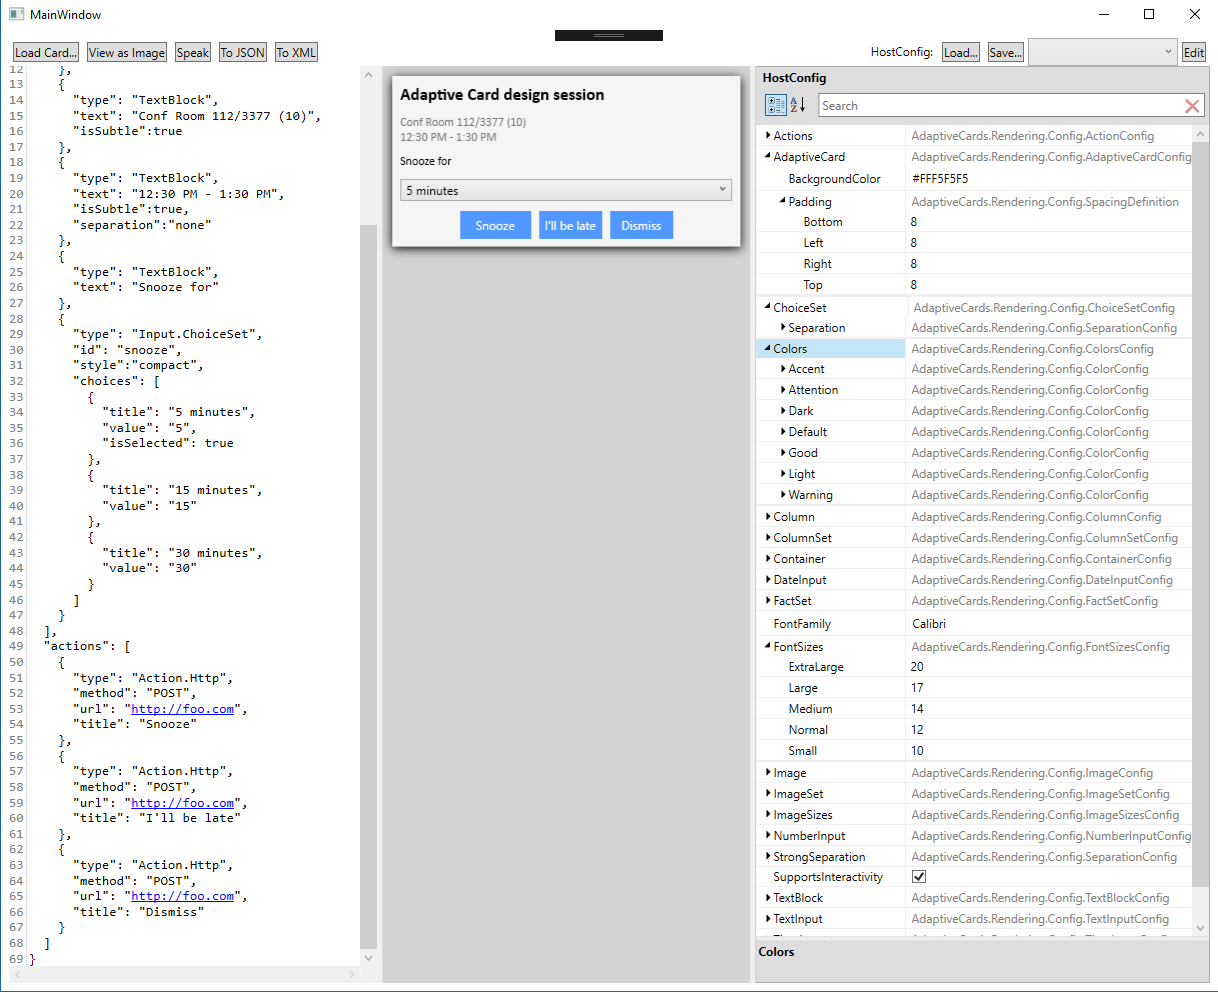 MainWindow
Load Card...
View as Image
Speak
To JSON
To XML
HostConfig:
Load...
Save...
Edit
12 },
13 {
14 "type": "TextBlock",
15 "text": "Conf Room 112/3377 (10)",
16 "isSubtle":true
17 },
18 {
19 "type": "TextBlock",
20 "text": "12:30 PM - 1:30 PM",
21 "isSubtle":true,
22 "separation":"none"
23 },
24 {
25 "type": "TextBlock",
26 "text": "Snooze for"
27 },
28 {
29 "type": "Input.ChoiceSet",
30 "id": "snooze",
31 "style":"compact",
32 "choices": [
33 {
34 "title": "5 minutes",
35 "value": "5",
36 "isSelected": true
37 },
38 {
39 "title": "15 minutes",
40 "value": "15"
41 },
42 {
43 "title": "30 minutes",
44 "value": "30"
45 }
46 ]
47 }
48 ],
49 "actions": [
50 {
51 "type": "Action.Http",
52 "method": "POST",
53 "url": "http://foo.com",
54 "title": "Snooze"
55 },
56 {
57 "type": "Action.Http",
58 "method": "POST",
59 "url": "http://foo.com",
60 "title": "I'll be late"
61 },
62 {
63 "type": "Action.Http",
64 "method": "POST",
65 "url": "http://foo.com",
66 "title": "Dismiss"
67 }
68 ]
69 }
Adaptive Card design session
Conf Room 112/3377 (10)
12:30 PM - 1:30 PM
Snooze for
5 minutes
Snooze
I'll be late
Dismiss
HostConfig
A Z
Search
Actions AdaptiveCards.Rendering.Config.ActionConfig
AdaptiveCard AdaptiveCards.Rendering.Config.AdaptiveCardConfig
BackgroundColor #FFF5F5F5
Padding AdaptiveCards.Rendering.Config.SpacingDefinition
Bottom 8
Left 8
Right 8
Top 8
ChoiceSet AdaptiveCards.Rendering.Config.ChoiceSetConfig
Separation AdaptiveCards.Rendering.Config.SeparationConfig
Colors AdaptiveCards.Rendering.Config.ColorsConfig
Accent AdaptiveCards.Rendering.Config.ColorConfig
Attention AdaptiveCards.Rendering.Config.ColorConfig
Dark AdaptiveCards.Rendering.Config.ColorConfig
Default AdaptiveCards.Rendering.Config.ColorConfig
Good AdaptiveCards.Rendering.Config.ColorConfig
Light AdaptiveCards.Rendering.Config.ColorConfig
Warning AdaptiveCards.Rendering.Config.ColorConfig
Column AdaptiveCards.Rendering.Config.ColumnConfig
ColumnSet AdaptiveCards.Rendering.Config.ColumnSetConfig
Container AdaptiveCards.Rendering.Config.ContainerConfig
DateInput AdaptiveCards.Rendering.Config.DateInputConfig
FactSet AdaptiveCards.Rendering.Config.FactSetConfig
FontFamily Calibri
FontSizes AdaptiveCards.Rendering.Config.FontSizesConfig
ExtraLarge 20
Large 17
Medium 14
Normal 12
Small 10
Image AdaptiveCards.Rendering.Config.ImageConfig
ImageSet AdaptiveCards.Rendering.Config.ImageSetConfig
ImageSizes AdaptiveCards.Rendering.Config.ImageSizesConfig
NumberInput AdaptiveCards.Rendering.Config.NumberInputConfig
StrongSeparation AdaptiveCards.Rendering.Config.SeparationConfig
SupportsInteractivity
TextBlock AdaptiveCards.Rendering.Config.TextBlockConfig
TextInput AdaptiveCards.Rendering.Config.TextInputConfig
Colors